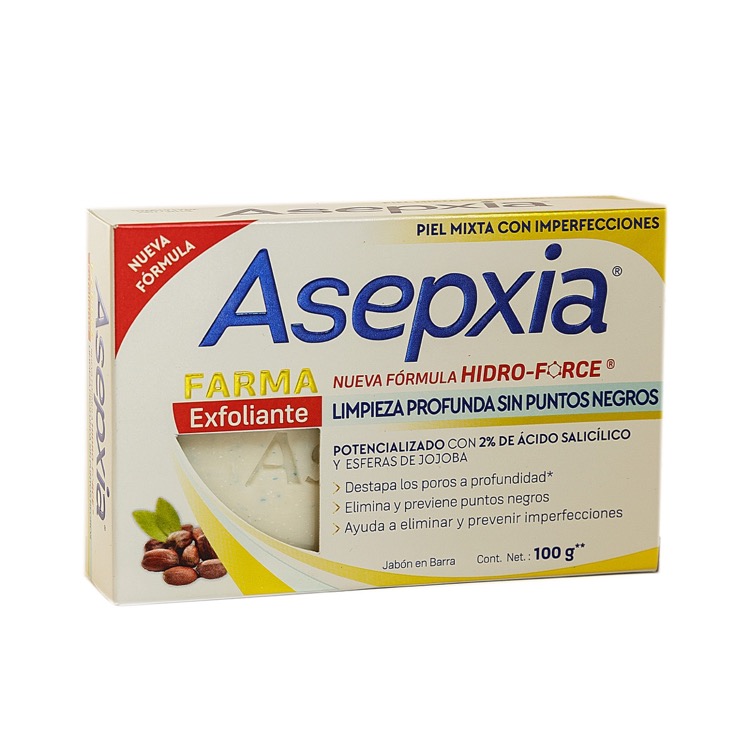 Asepxia
NUEVA
FÓRMULA
PIEL MIXTA CON IMPERFECCIONES
Asepxia®
FARMA
Exfoliante
NUEVA FÓRMULA HIDRO-FORCE®
LIMPIEZA PROFUNDA SIN PUNTOS NEGROS
POTENCIALIZADO CON 2% DE ÁCIDO SALICÍLICO
Y ESFERAS DE JOJOBA
> Destapa los poros a profundidad*
> Elimina y previene puntos negros
> Ayuda a eliminar y prevenir imperfecciones
Jabón en Barra Cont. Net.: 100 g**
As
Asepxia